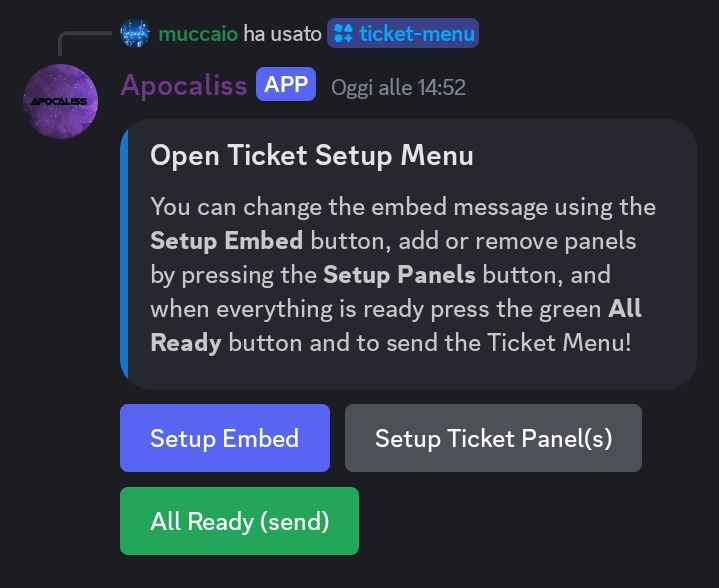 muccaio ha usato ticket-menu
APOCALISS
Apocaliss APP Oggi alle 14:52
Open Ticket Setup Menu
You can change the embed message using the
Setup Embed button, add or remove panels
by pressing the Setup Panels button, and
when everything is ready press the green All
Ready button and to send the Ticket Menu!
Setup Embed Setup Ticket Panel(s)
All Ready (send)